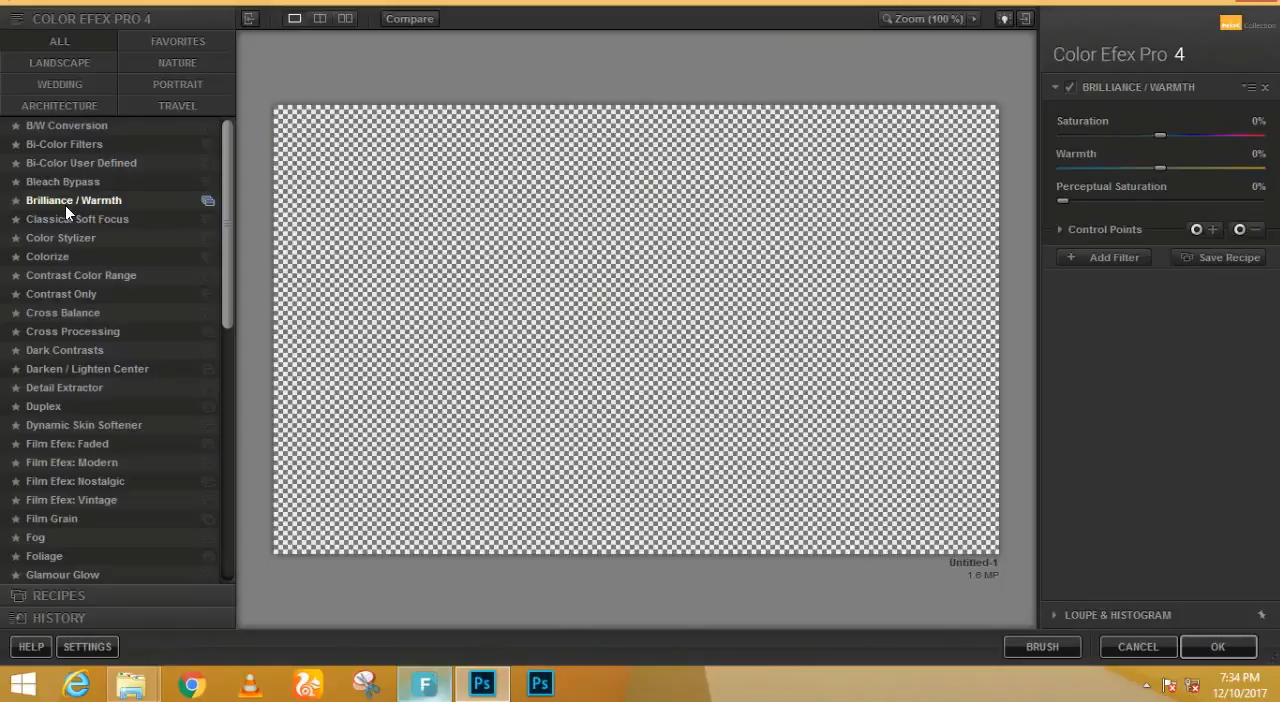 COLOR EFEX PRO 4
Compare
Zoom (100 %)
Collection
ALL
FAVORITES
LANDSCAPE
NATURE
WEDDING
PORTRAIT
ARCHITECTURE
TRAVEL
B/W Conversion
Bi-Color Filters
Bi-Color User Defined
Bleach Bypass
Brilliance / Warmth
Classical Soft Focus
Color Stylizer
Colorize
Contrast Color Range
Contrast Only
Cross Balance
Cross Processing
Dark Contrasts
Darken / Lighten Center
Detail Extractor
Duplex
Dynamic Skin Softener
Film Efex: Faded
Film Efex: Modern
Film Efex: Nostalgic
Film Efex: Vintage
Film Grain
Fog
Foliage
Glamour Glow
RECIPES
HISTORY
HELP
SETTINGS
Untitled-1
1.6 MP
Color Efex Pro 4
BRILLIANCE / WARMTH
Saturation 0%
Warmth 0%
Perceptual Saturation 0%
Control Points
Add Filter
Save Recipe
LOUPE & HISTOGRAM
BRUSH
CANCEL
OK
F
Ps
Ps
7:34 PM
12/10/2017